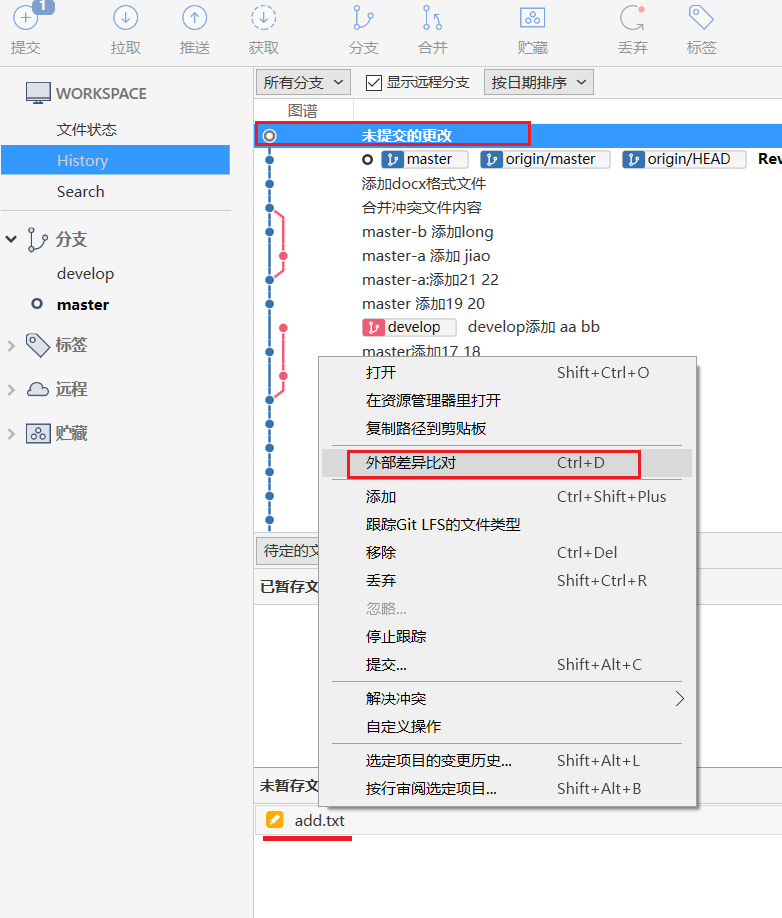 1
提交 拉取 推送 获取 分支 合并 贮藏 丢弃 标签
WORKSPACE
文件状态
History
Search
分支
develop
master
标签
远程
贮藏
所有分支 显示远程分支 按日期排序
图谱
未提交的更改
master origin/master origin/HEAD Rev
添加docx格式文件
合并冲突文件内容
master-b 添加long
master-a 添加 jiao
master-a:添加21 22
master 添加19 20
develop develop添加 aa bb
master添加17 18
打开 Shift+Ctrl+O
在资源管理器里打开
复制路径到剪贴板
外部差异比对 Ctrl+D
添加 Ctrl+Shift+Plus
跟踪Git LFS的文件类型
移除 Ctrl+Del
丢弃 Shift+Ctrl+R
忽略...
停止跟踪
提交... Shift+Alt+C
解决冲突
自定义操作
选定项目的变更历史... Shift+Alt+L
按行审阅选定项目... Shift+Alt+B
待定的文
已暂存文
未暂存文
add.txt